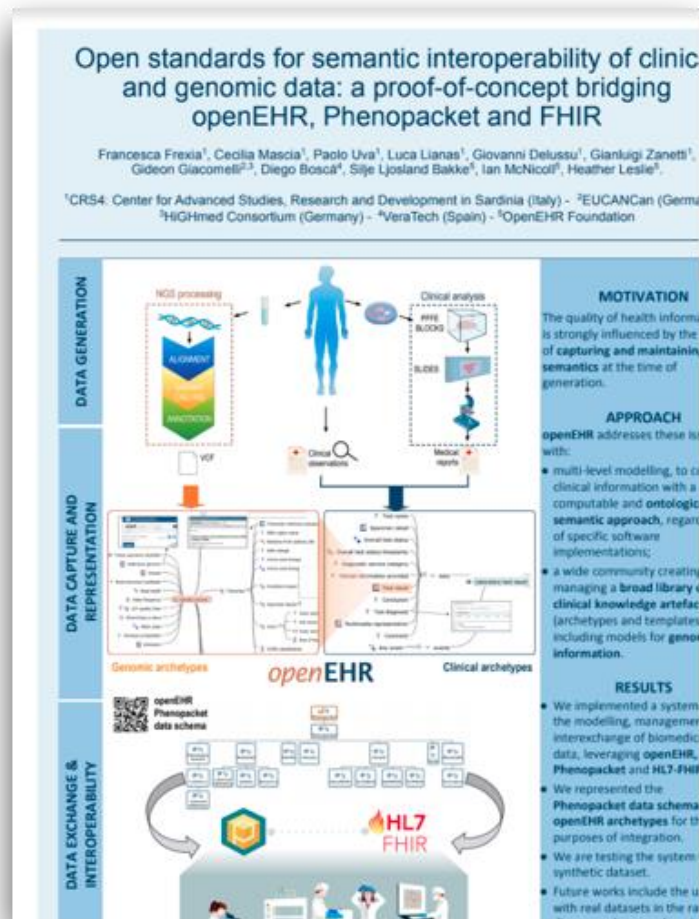 Open standards for semantic interoperability of clinic
and genomic data: a proof-of-concept bridging
openEHR, Phenopacket and FHIR
Francesca Frexia¹, Cecilia Mascia¹, Paolo Uva¹, Luca Lianas¹, Giovanni Delussu¹, Gianluigi Zanetti¹,
Gideon Giacomelli²,³, Diego Boscá⁴, Silje Ljosland Bakke⁵, Ian McNicoll⁵, Heather Leslie⁵.
¹CRS4: Center for Advanced Studies, Research and Development in Sardinia (Italy) - ²EUCANCan (Germa
³HiGHmed Consortium (Germany) - ⁴VeraTech (Spain) - ⁵OpenEHR Foundation
DATA GENERATION
NGS processing
ALIGNMENT
ANNOTATION
VCF
Clinical
observations
Clinical analysis
PFFE
BLOCKS
SLIDES
Medical
reports
DATA CAPTURE AND
REPRESENTATION
Genomic archetypes
openEHR
Clinical archetypes
DATA EXCHANGE &
INTEROPERABILITY
openEHR
Phenopacket
data schema
HL7
FHIR
MOTIVATION
The quality of health informa
is strongly influenced by the
of capturing and maintaining
semantics at the time of
generation.
APPROACH
openEHR addresses these iss
with:
• multi-level modelling, to c
clinical information with a
computable and ontologic
semantic approach, regar
of specific software
implementations;
• a wide community creating
managing a broad library o
clinical knowledge artefac
(archetypes and templates
including models for genom
information.
RESULTS
• We implemented a system
the modelling, managemen
interexchange of biomedic
data, leveraging openEHR,
Phenopacket and HL7-FHIR
• We represented the
Phenopacket data schema
openEHR archetypes for th
purposes of integration.
• We are testing the system
synthetic dataset.
• Future works include the u
with real datasets in the ra